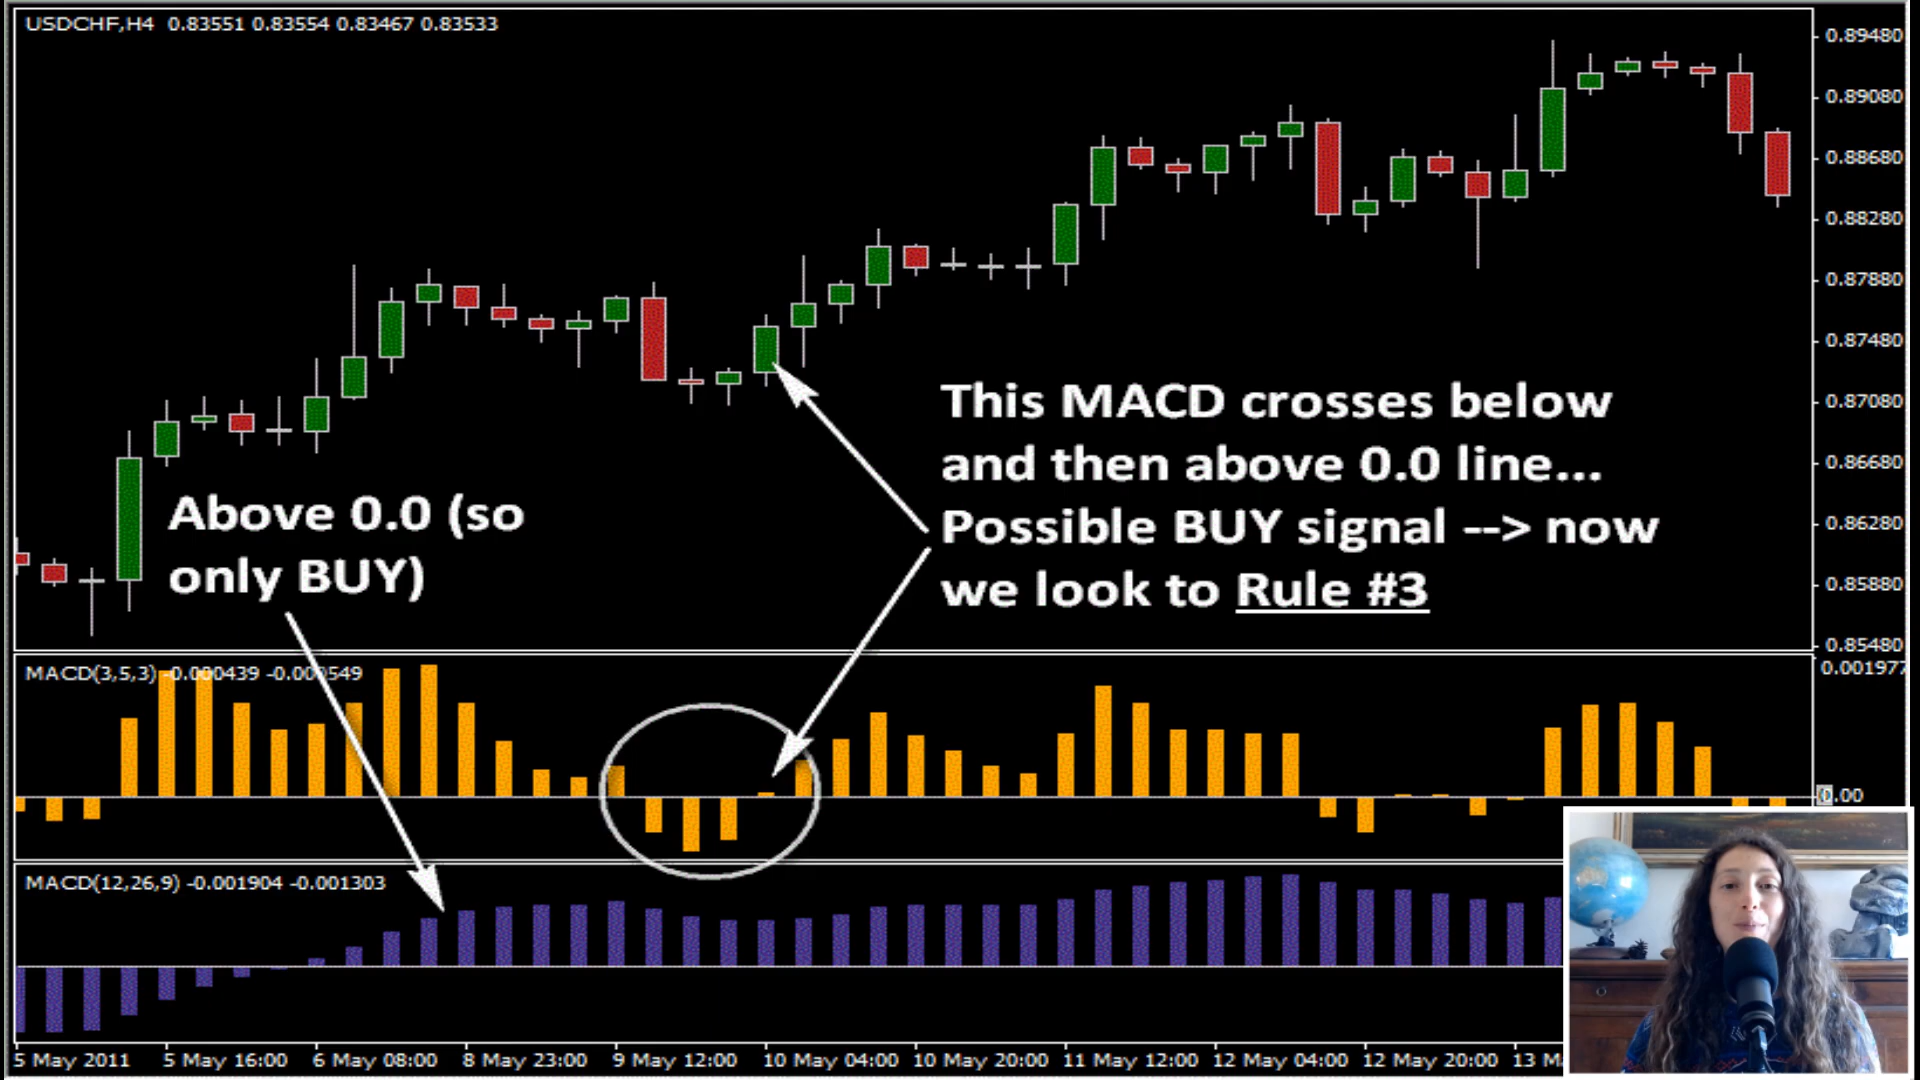 USDCHF,H4 0.83551 0.83554 0.83467 0.83533
0.89480
0.89080
0.88680
0.88280
0.87880
0.87480
0.87080
0.86680
0.86280
0.85880
0.85480
This MACD crosses below
and then above 0.0 line...
Possible BUY signal --> now
we look to Rule #3
Above 0.0 (so
only BUY)
MACD(3,5,3) -0.000439 -0.000549
0.001977
0.00
MACD(12,26,9) -0.001904 -0.001303
5 May 2011 5 May 16:00 6 May 08:00 8 May 23:00 9 May 12:00 10 May 04:00 10 May 20:00 11 May 12:00 12 May 04:00 12 May 20:00 13